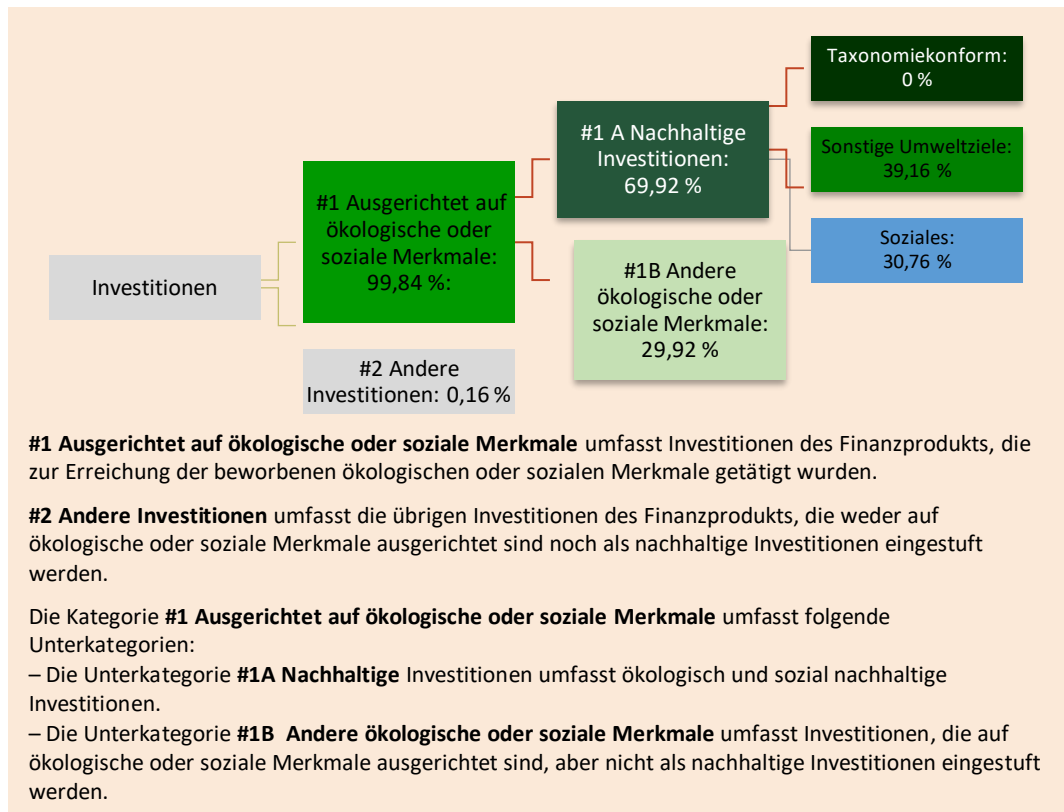 Investitionen
#1 Ausgerichtet auf
ökologische oder
soziale Merkmale:
99,84 %:
#2 Andere
Investitionen: 0,16 %
#1 A Nachhaltige
Investitionen:
69,92 %
#1B Andere
ökologische oder
soziale Merkmale:
29,92 %
Taxonomiekonform:
0 %
Sonstige Umweltziele:
39,16 %
Soziales:
30,76 %
#1 Ausgerichtet auf ökologische oder soziale Merkmale umfasst Investitionen des Finanzprodukts, die
zur Erreichung der beworbenen ökologischen oder sozialen Merkmale getätigt wurden.
#2 Andere Investitionen umfasst die übrigen Investitionen des Finanzprodukts, die weder auf
ökologische oder soziale Merkmale ausgerichtet sind noch als nachhaltige Investitionen eingestuft
werden.
Die Kategorie #1 Ausgerichtet auf ökologische oder soziale Merkmale umfasst folgende
Unterkategorien:
– Die Unterkategorie #1A Nachhaltige Investitionen umfasst ökologisch und sozial nachhaltige
Investitionen.
– Die Unterkategorie #1B Andere ökologische oder soziale Merkmale umfasst Investitionen, die auf
ökologische oder soziale Merkmale ausgerichtet sind, aber nicht als nachhaltige Investitionen eingestuft
werden.